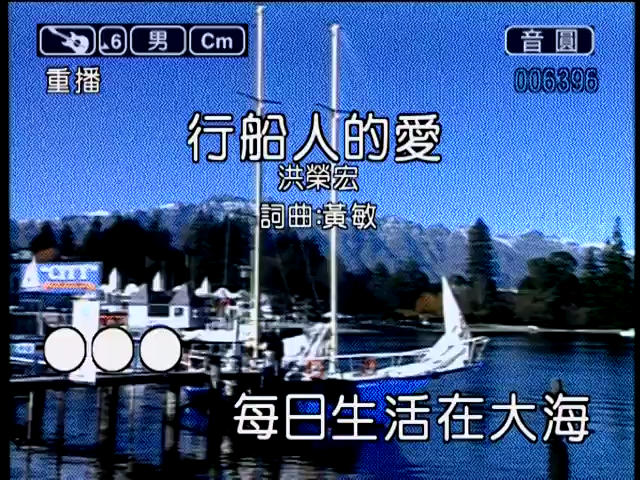 6 男 Cm 音圓
重播 006396
行船人的愛
洪榮宏
詞曲:黃敏
每日生活在大海